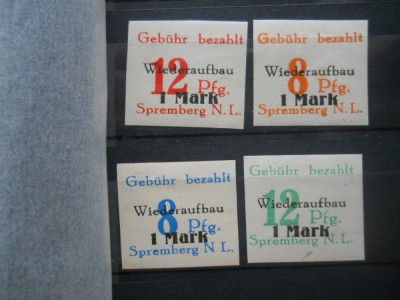 Gebühr bezahlt
Wiederaufbau
12 Pfg.
1 Mark
Spremberg N.L.
Gebühr bezahlt
Wiederaufbau
8 Pfg.
1 Mark
Spremberg N.L.
Gebühr bezahlt
Wiederaufbau
8 Pfg.
1 Mark
Spremberg N L.
Gebühr bezahlt
Wiederaufbau
12 Pfg.
1 Mark
Spremberg N.L.